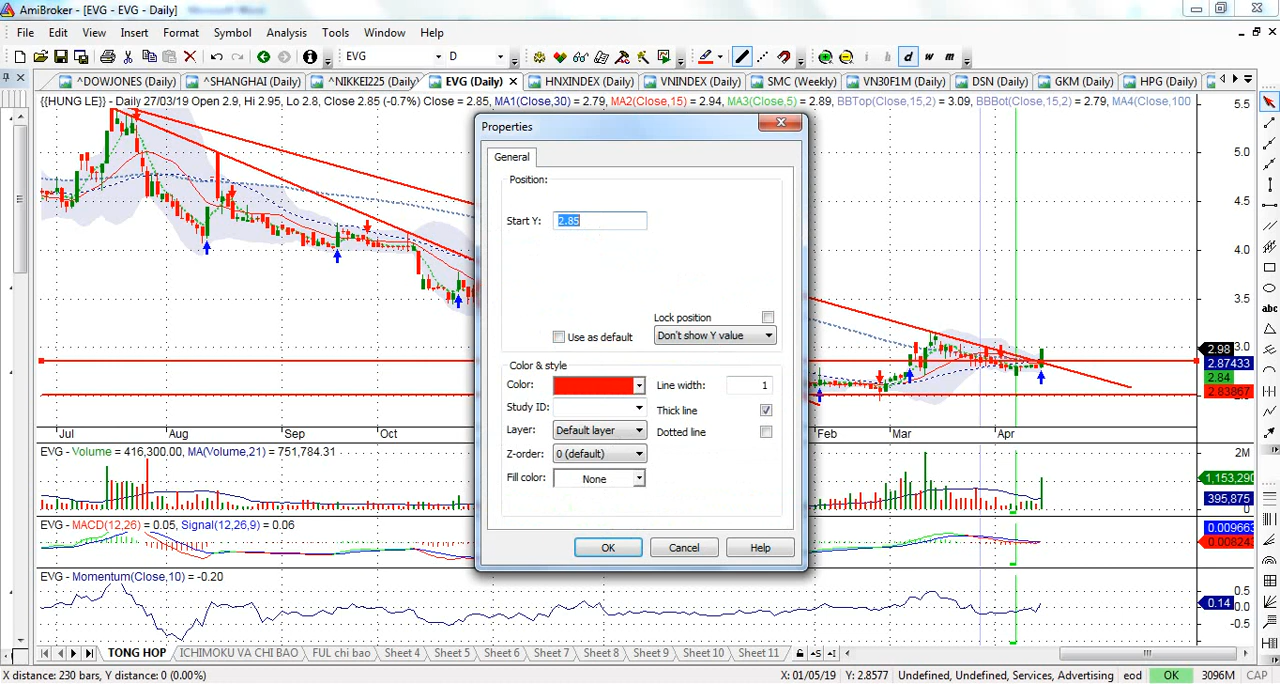 AmiBroker - [EVG - EVG - Daily]
File Edit View Insert Format Symbol Analysis Tools Window Help
EVG D i h d w m
^DOWJONES (Daily) ^SHANGHAI (Daily) ^NIKKEI225 (Daily) EVG (Daily) HNXINDEX (Daily) VNINDEX (Daily) SMC (Weekly) VN30F1M (Daily) DSN (Daily) GKM (Daily) HPG (Daily)
{{HUNG LE}} - Daily 27/03/19 Open 2.9, Hi 2.95, Lo 2.8, Close 2.85 (-0.7%) Close = 2.85, MA1(Close,30) = 2.79, MA2(Close,15) = 2.94, MA3(Close,5) = 2.89, BBTop(Close,15,2) = 3.09, BBBot(Close,15,2) = 2.79, MA4(Close,100
Properties
General
Position:
Start Y: 2.85
Lock position
Use as default Don't show Y value
Color & style
Color: Line width: 1
Study ID: Thick line
Layer: Default layer Dotted line
Z-order: 0 (default)
Fill color: None
OK Cancel Help
5.5
5.0
4.5
4.0
3.5
3.0
2.98
2.87433
2.84
2.83867
Jul Aug Sep Oct Feb Mar Apr
EVG - Volume = 416,300.00, MA(Volume,21) = 751,784.31
2M
1,153,290
395,875
0
EVG - MACD(12,26) = 0.05, Signal(12,26,9) = 0.06
0.009663
0.008243
EVG - Momentum(Close,10) = -0.20
0.5
0.14
0.0
-0.5
TONG HOP ICHIMOKU VA CHI BAO FUL chi bao Sheet 4 Sheet 5 Sheet 6 Sheet 7 Sheet 8 Sheet 9 Sheet 10 Sheet 11
X distance: 230 bars, Y distance: 0 (0.00%) X: 01/05/19 Y: 2.8577 Undefined, Undefined, Services, Advertising eod OK 3096M CAP
abc